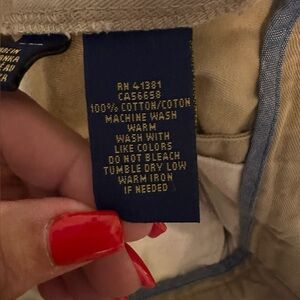 RN 41381
CA56658
100% COTTON/COTON
MACHINE WASH
WARM
WASH WITH
LIKE COLORS
DO NOT BLEACH
TUMBLE DRY LOW
WARM IRON
IF NEEDED